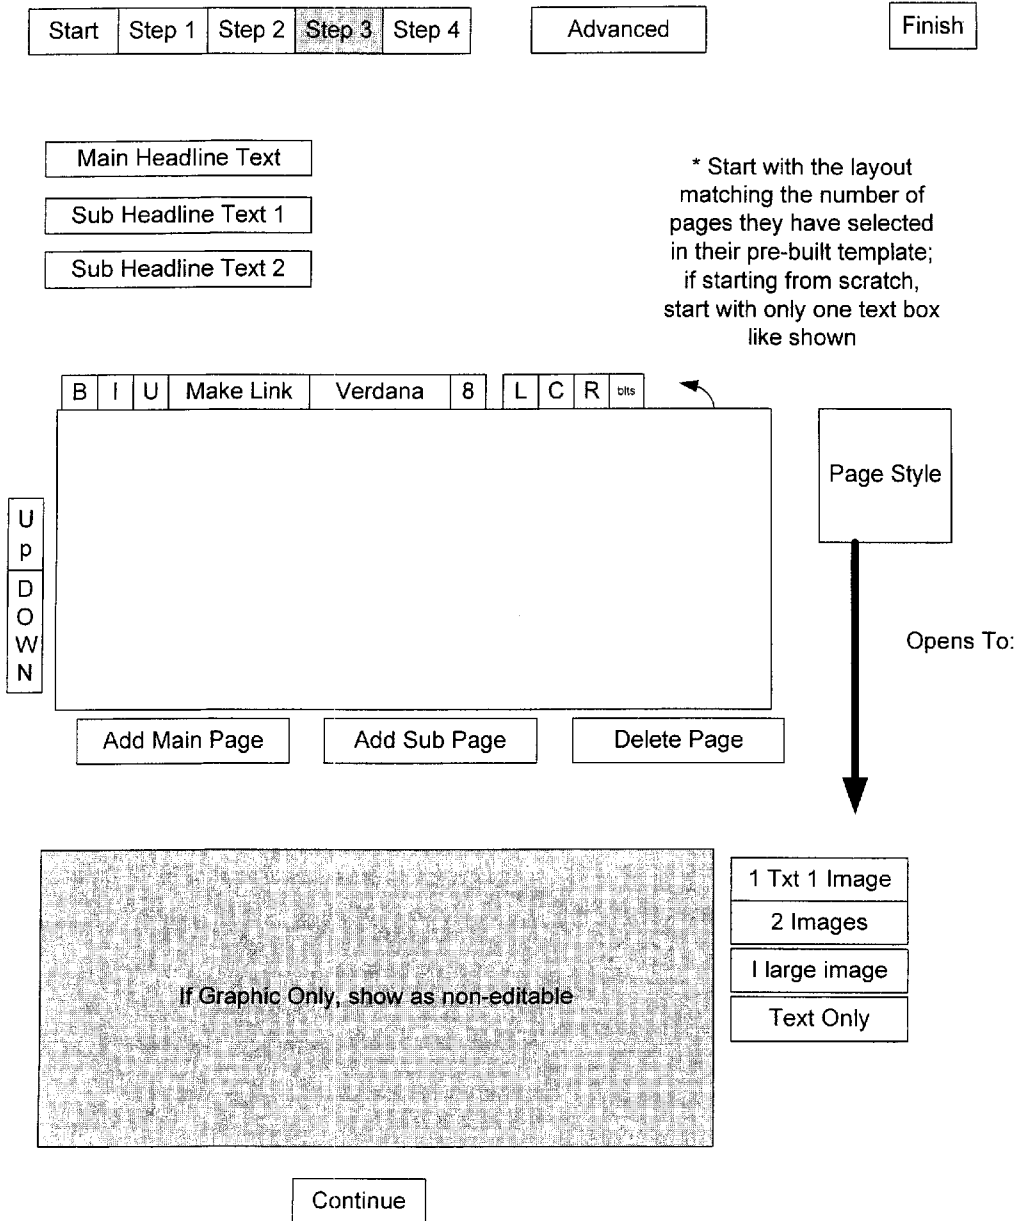 Start Step 1 Step 2 Step 3 Step 4 Advanced Finish
Main Headline Text
Sub Headline Text 1
Sub Headline Text 2
* Start with the layout
matching the number of
pages they have selected
in their pre-built template;
if starting from scratch,
start with only one text box
like shown
B I U Make Link Verdana 8 L C R blts
Page Style
Up
DOWN
Opens To:
Add Main Page Add Sub Page Delete Page
1 Txt 1 Image
2 Images
I large image
Text Only
If Graphic Only, show as non-editable
Continue